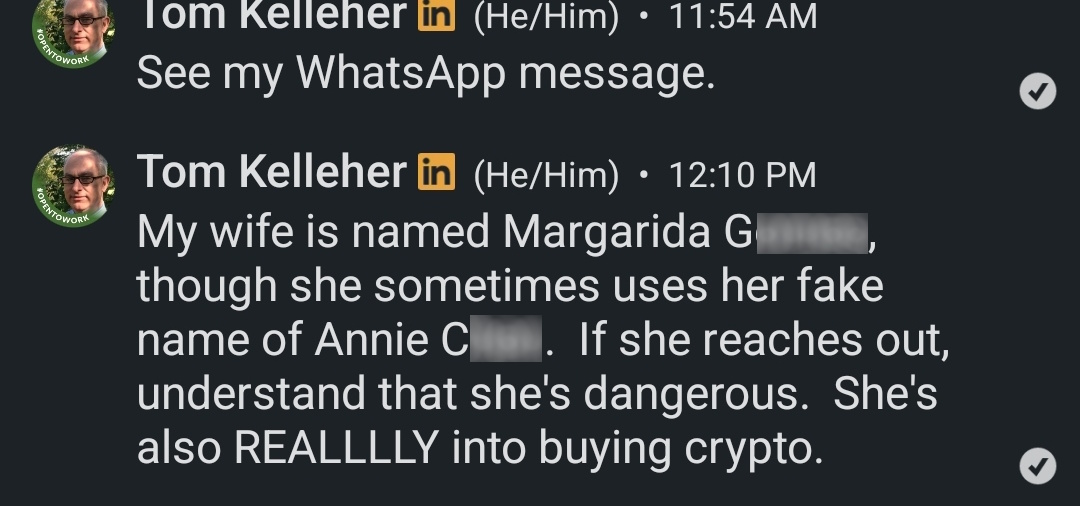 Tom Kelleher in (He/Him) • 11:54 AM
#OPENTOWORK
See my WhatsApp message.
Tom Kelleher in (He/Him) • 12:10 PM
#OPENTOWORK
My wife is named Margarida G
,
though she sometimes uses her fake
name of Annie C
. If she reaches out,
understand that she's dangerous. She's
also REALLLLY into buying crypto.